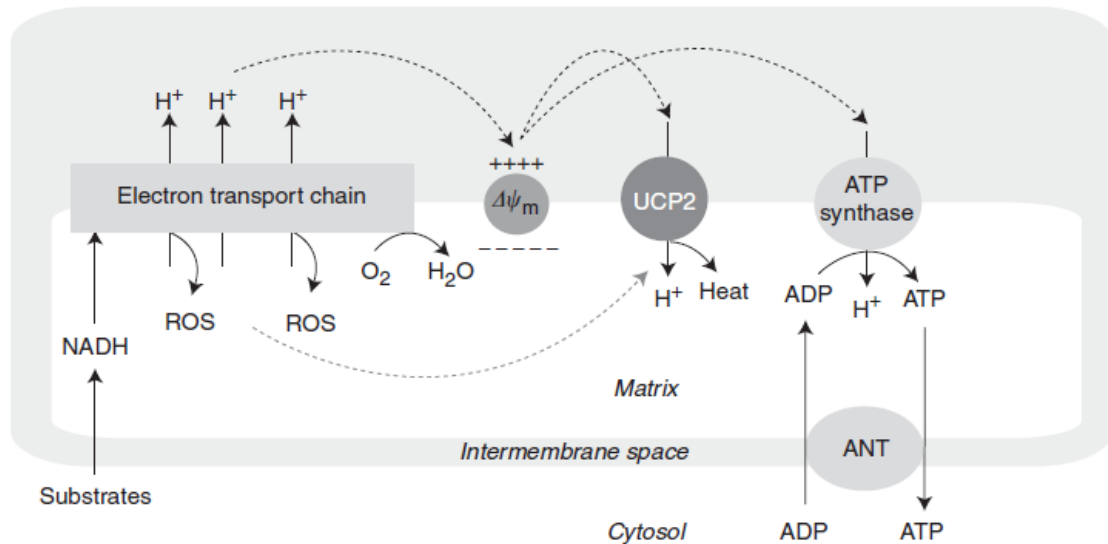 H+ H+ H+
++++
Electron transport chain
Δψm
UCP2
ATP
synthase
– – – – –
O2 H2O
H+ Heat
ADP H+ ATP
ROS ROS
NADH
Matrix
Intermembrane space
ANT
Substrates
Cytosol
ADP ATP